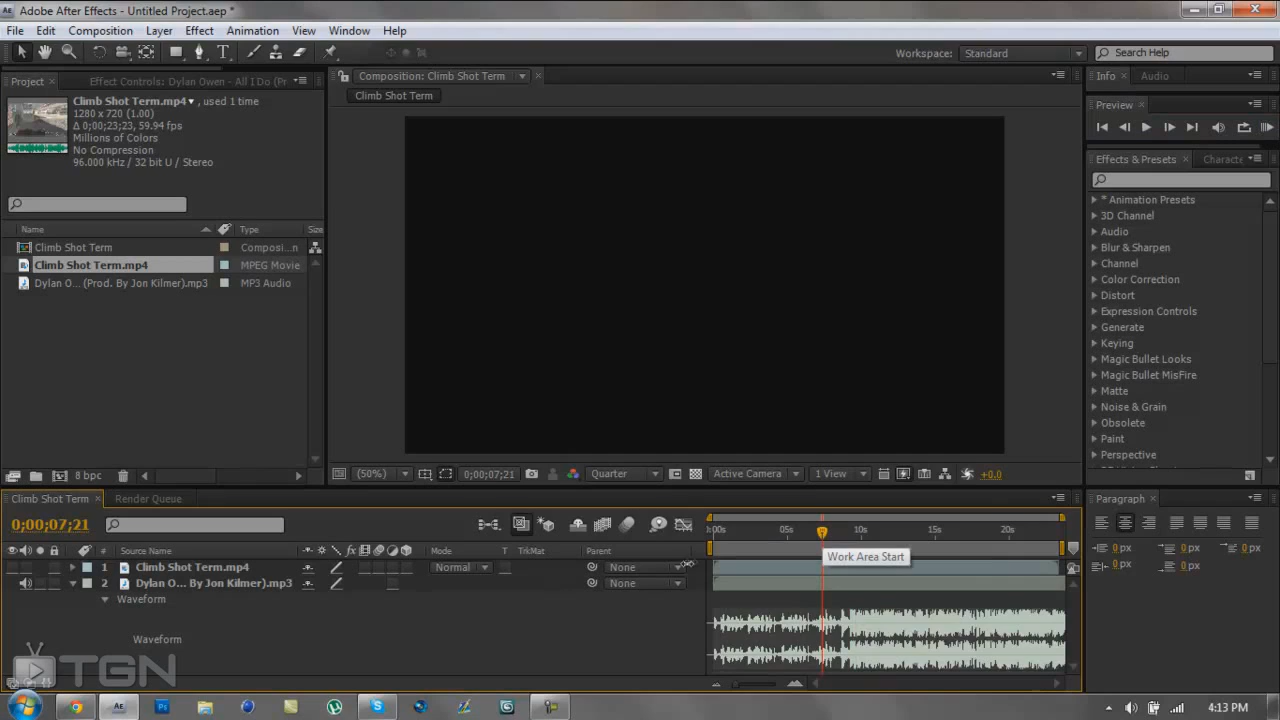 Adobe After Effects - Untitled Project.aep *
File Edit Composition Layer Effect Animation View Window Help
Workspace: Standard Search Help
Project Effect Controls: Dylan Owen - All I Do (Pr
Composition: Climb Shot Term
Info Audio
Climb Shot Term.mp4 , used 1 time
1280 x 720 (1.00)
Δ 0;00;23;23, 59.94 fps
Millions of Colors
No Compression
96.000 kHz / 32 bit U / Stereo
Climb Shot Term
Preview
Effects & Presets Characte
Name Type Size
Climb Shot Term Composi...n
Climb Shot Term.mp4 MPEG Movie
Dylan O... (Prod. By Jon Kilmer).mp3 MP3 Audio
* Animation Presets
3D Channel
Audio
Blur & Sharpen
Channel
Color Correction
Distort
Expression Controls
Generate
Keying
Magic Bullet Looks
Magic Bullet MisFire
Matte
Noise & Grain
Obsolete
Paint
Perspective
8 bpc
(50%) 0;00;07;21 Quarter Active Camera 1 View +0.0
Climb Shot Term Render Queue
Paragraph
0;00;07;21
:00s 05s 10s 15s 20s
# Source Name fx Mode T TrkMat Parent
Work Area Start
1 Climb Shot Term.mp4 Normal None
2 Dylan O... By Jon Kilmer).mp3 None
Waveform
Waveform
0 px 0 px 0 px
0 px 0 px
TGN
4:13 PM